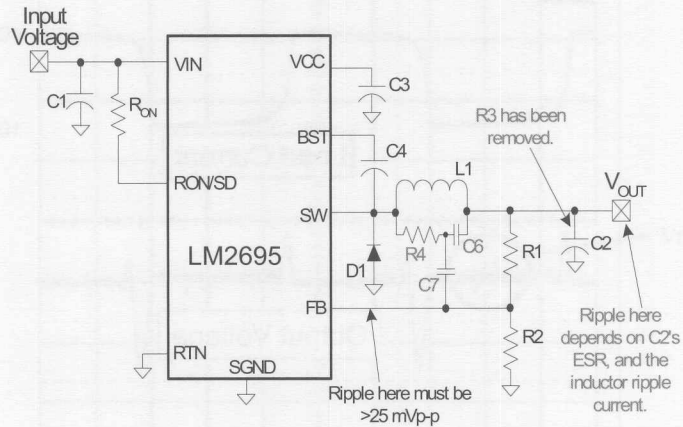 Input
Voltage
VIN
VCC
C1
RON
C3
R3 has been
removed.
BST
C4
L1
VOUT
RON/SD
SW
R4
C6
R1
C2
LM2695
D1
C7
FB
R2
RTN
SGND
Ripple here must be
>25 mVp-p
Ripple here
depends on C2's
ESR, and the
inductor ripple
current.